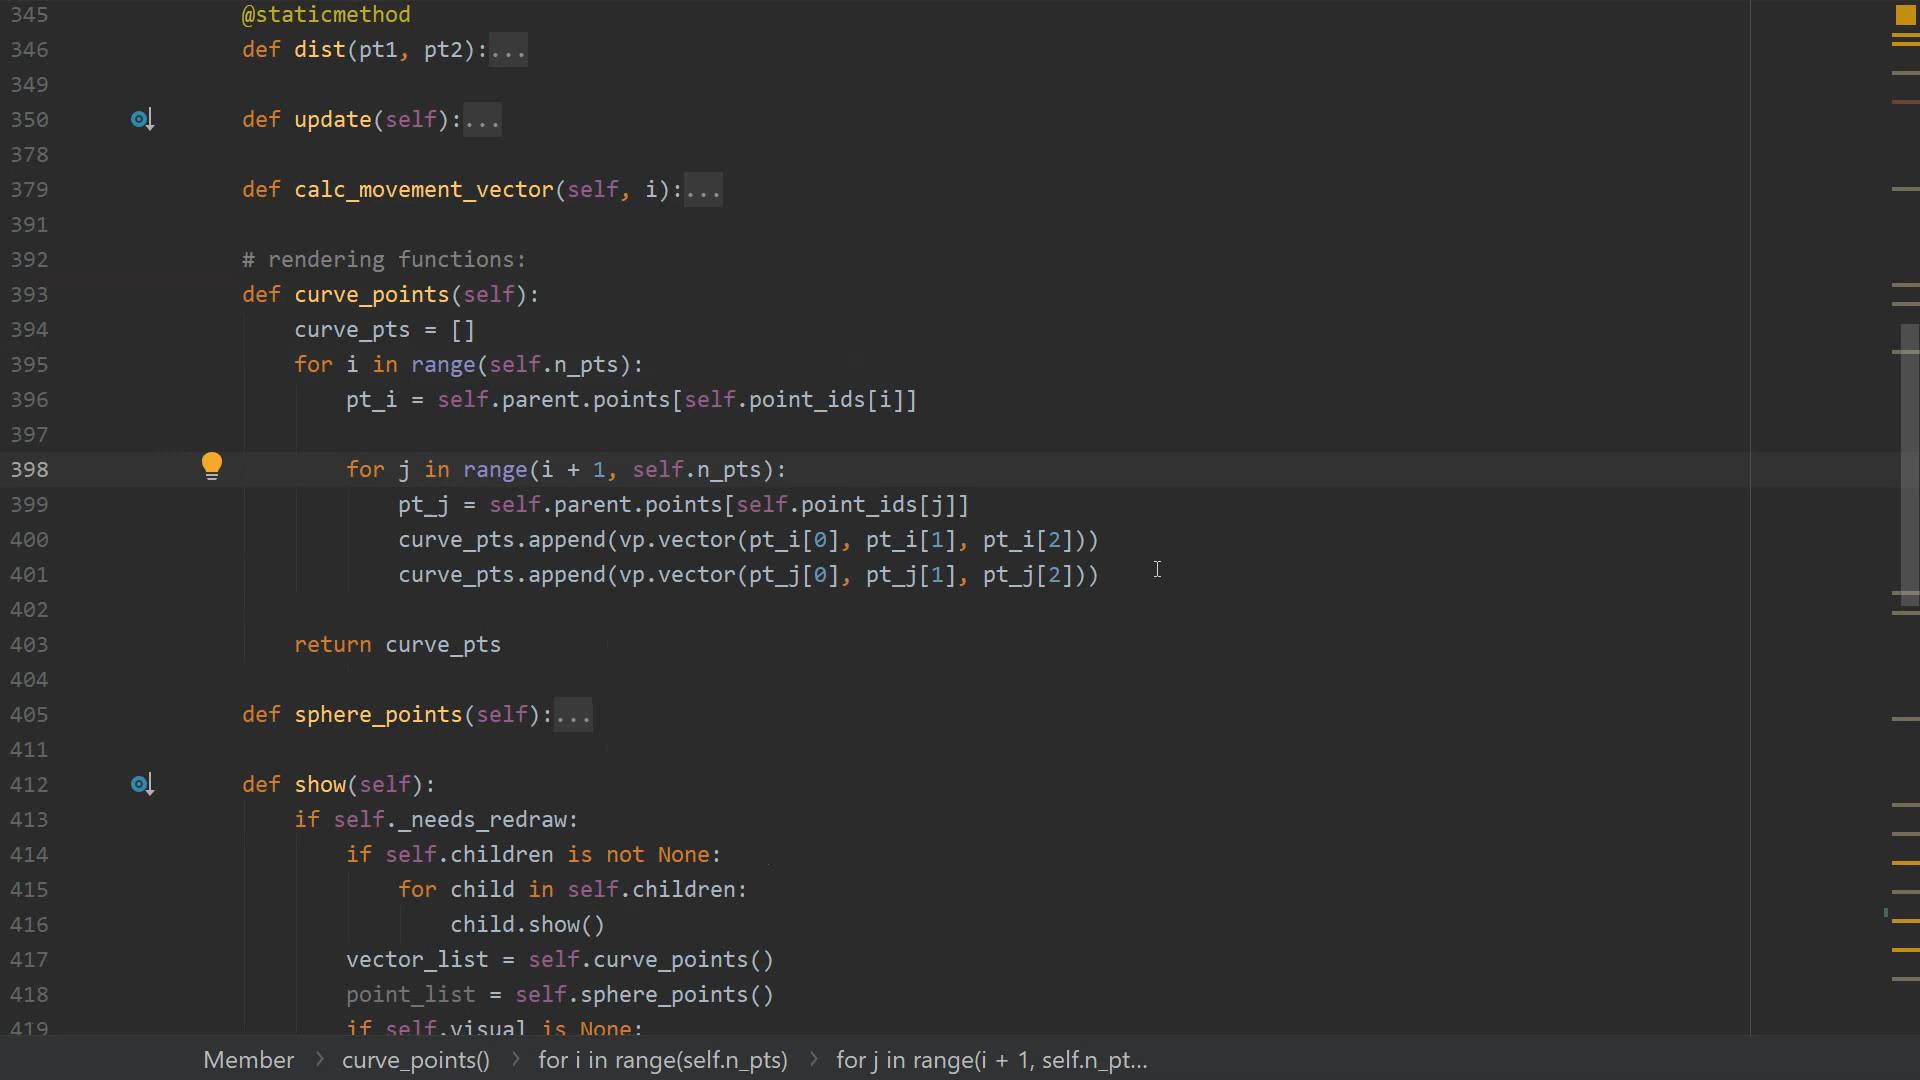 345 @staticmethod
346 def dist(pt1, pt2):...
349
350 def update(self):...
378
379 def calc_movement_vector(self, i):...
391
392 # rendering functions:
393 def curve_points(self):
394 curve_pts = []
395 for i in range(self.n_pts):
396 pt_i = self.parent.points[self.point_ids[i]]
397
398 for j in range(i + 1, self.n_pts):
399 pt_j = self.parent.points[self.point_ids[j]]
400 curve_pts.append(vp.vector(pt_i[0], pt_i[1], pt_i[2]))
401 curve_pts.append(vp.vector(pt_j[0], pt_j[1], pt_j[2]))
402
403 return curve_pts
404
405 def sphere_points(self):...
411
412 def show(self):
413 if self._needs_redraw:
414 if self.children is not None:
415 for child in self.children:
416 child.show()
417 vector_list = self.curve_points()
418 point_list = self.sphere_points()
419 if self.visual is None:
Member > curve_points() > for i in range(self.n_pts) > for j in range(i + 1, self.n_pt...